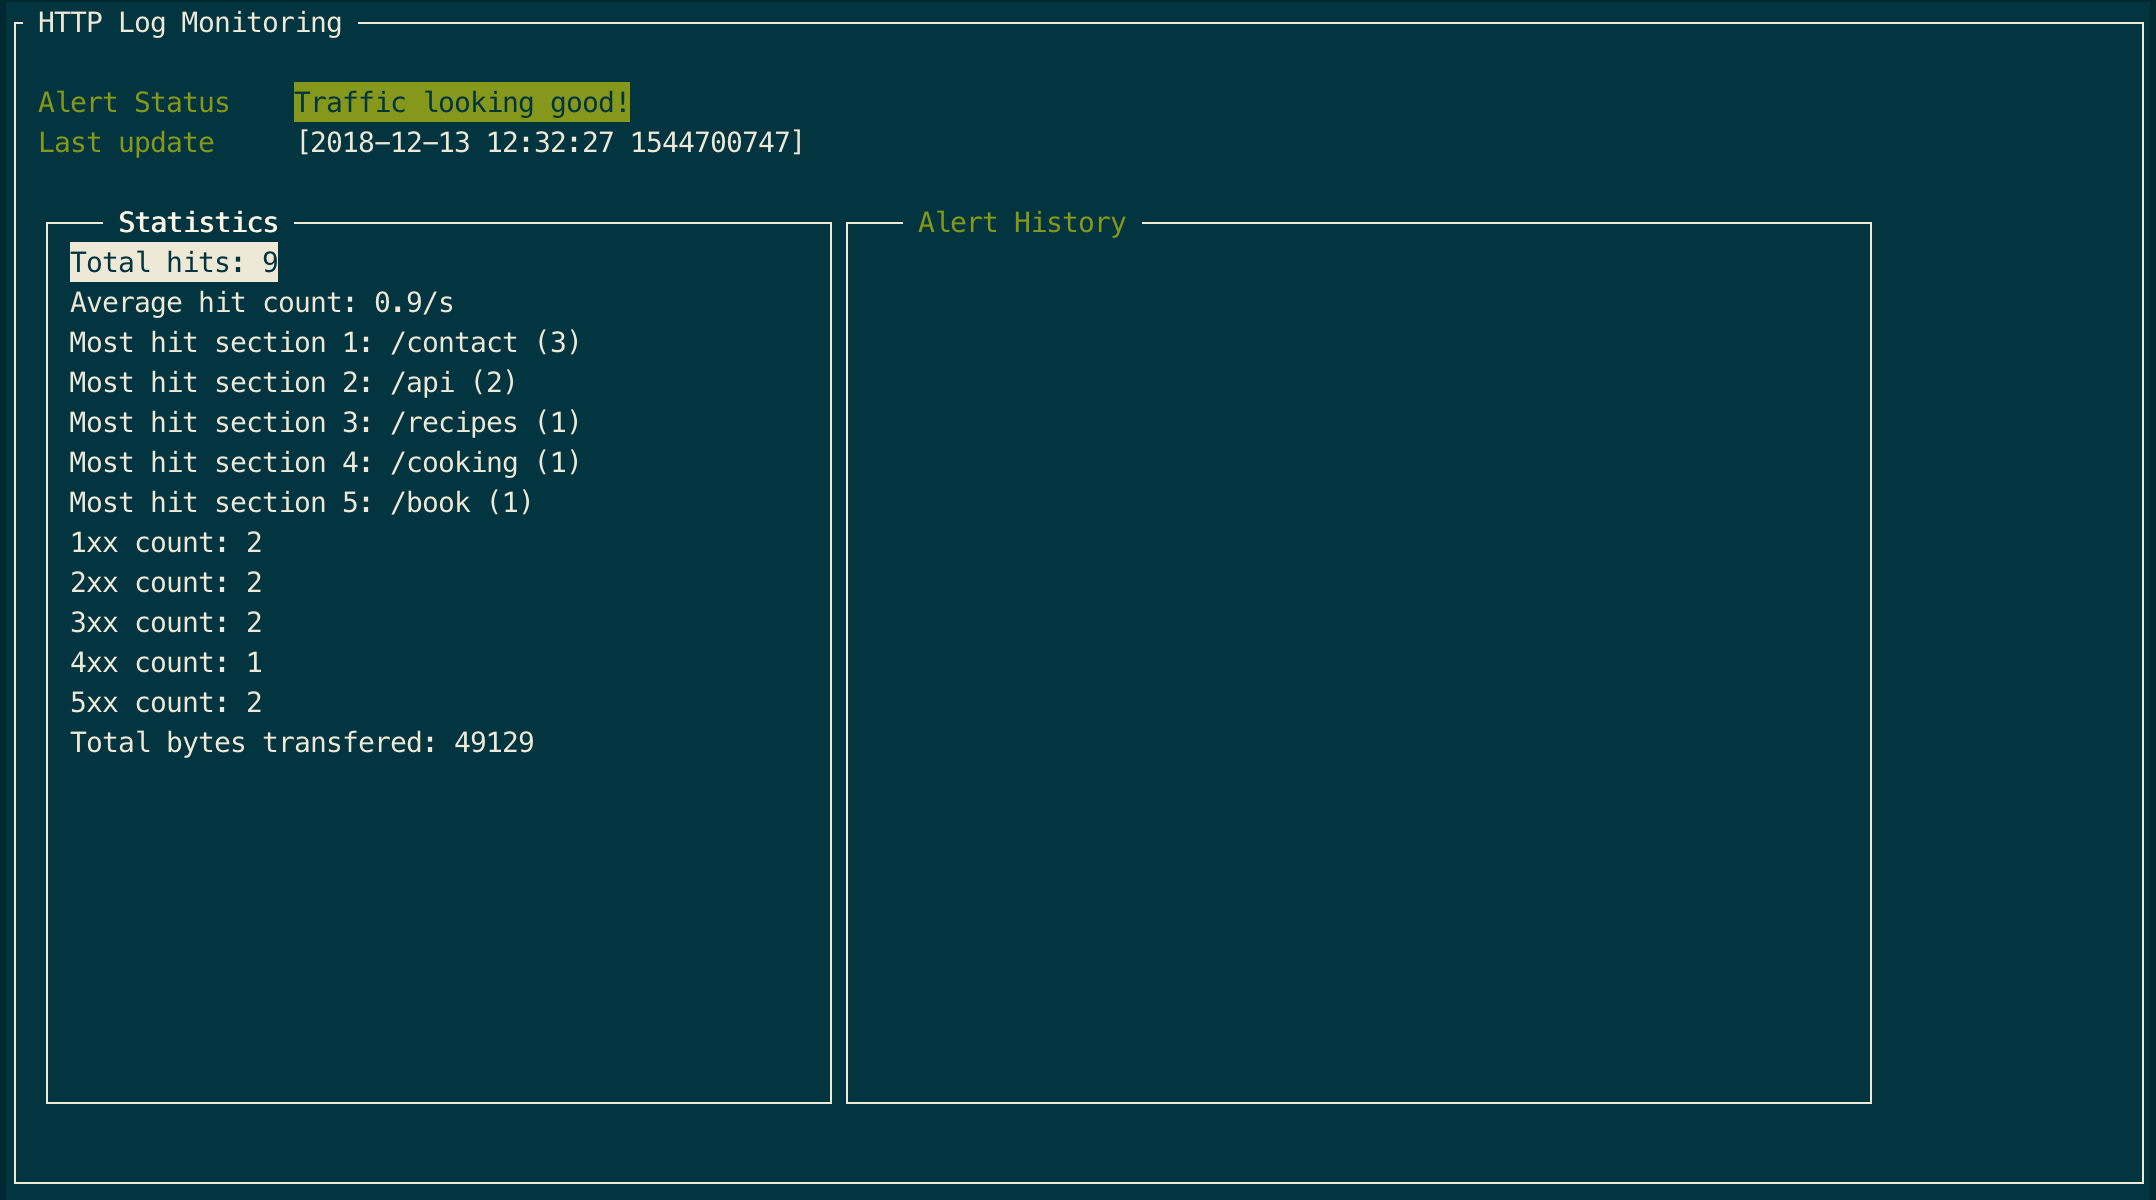 HTTP Log Monitoring
Alert Status Traffic looking good!
Last update [2018-12-13 12:32:27 1544700747]
Statistics
Total hits: 9
Average hit count: 0.9/s
Most hit section 1: /contact (3)
Most hit section 2: /api (2)
Most hit section 3: /recipes (1)
Most hit section 4: /cooking (1)
Most hit section 5: /book (1)
1xx count: 2
2xx count: 2
3xx count: 2
4xx count: 1
5xx count: 2
Total bytes transfered: 49129
Alert History